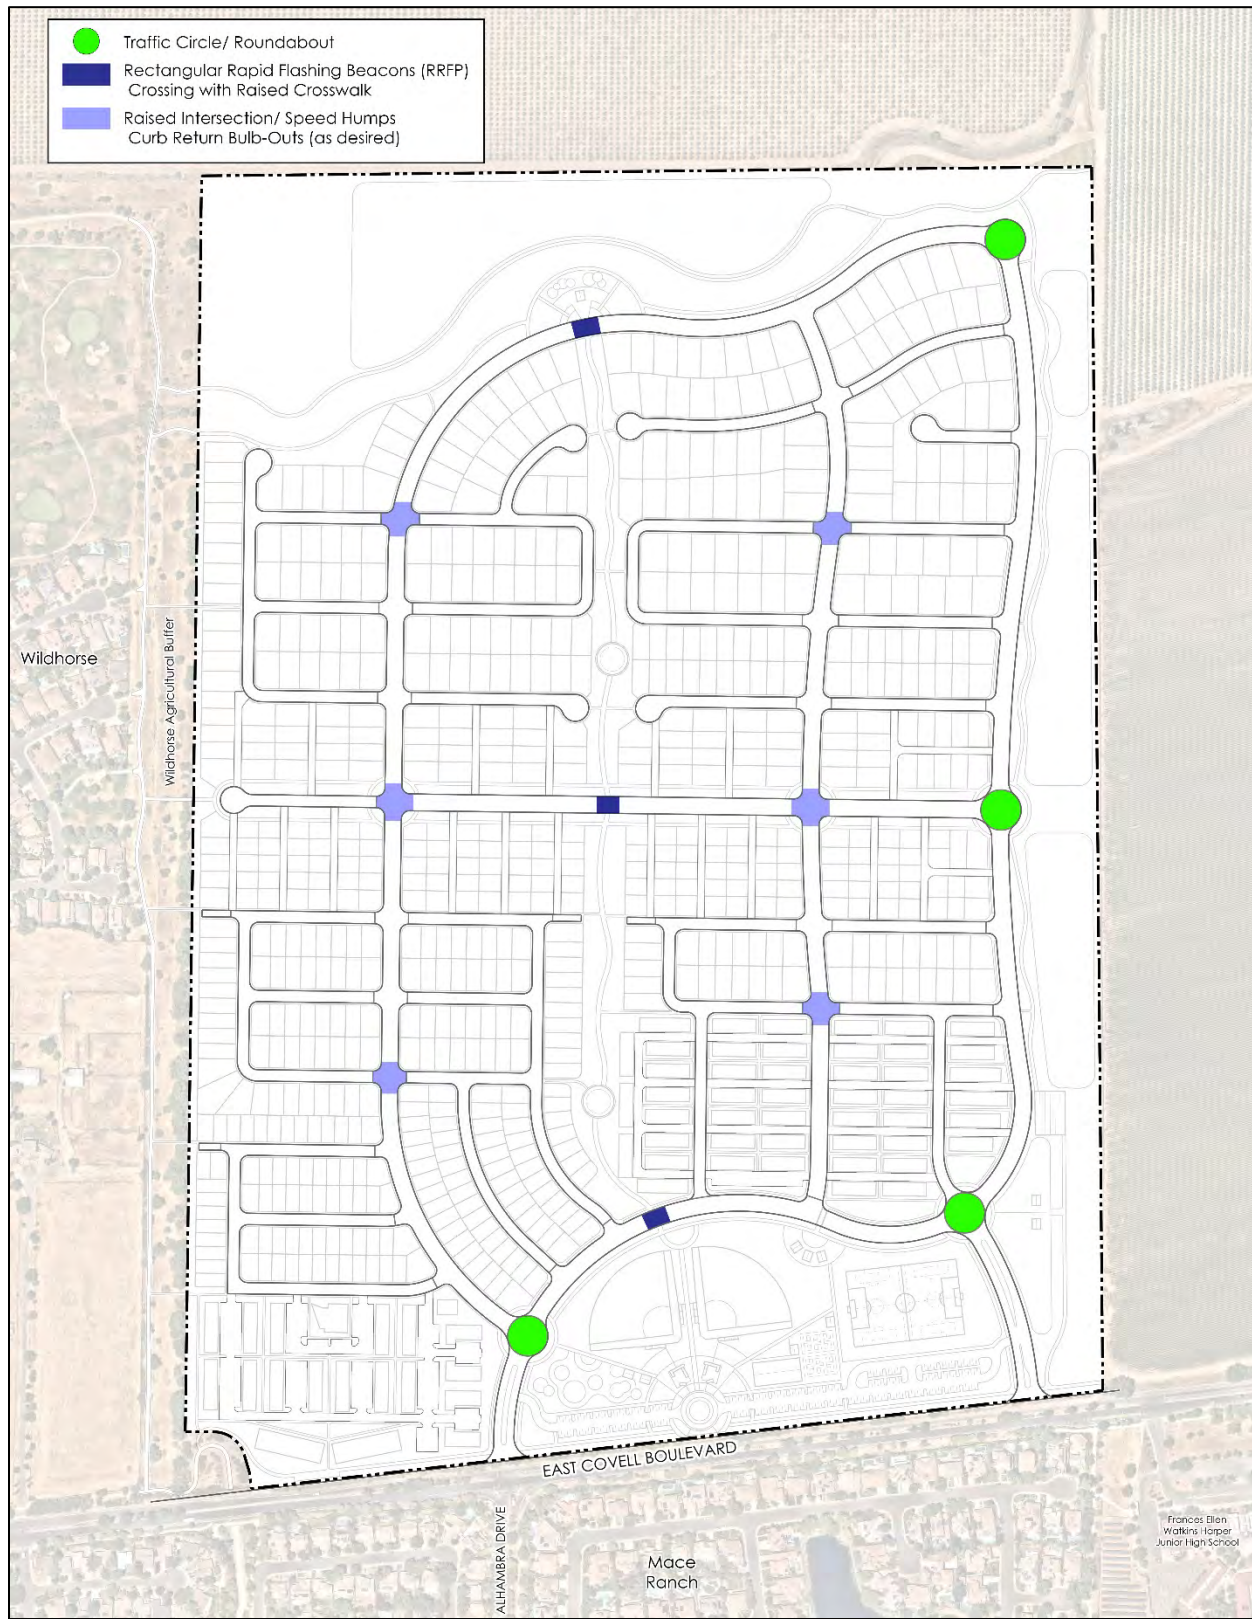 Traffic Circle/ Roundabout
Rectangular Rapid Flashing Beacons (RRFP)
Crossing with Raised Crosswalk
Raised Intersection/ Speed Humps
Curb Return Bulb-Outs (as desired)
Wildhorse
Wildhorse Agricultural Buffer
EAST COVELL BOULEVARD
ALHAMBRA DRIVE
Mace
Ranch
Frances Ellen
Watkins Harper
Junior High School